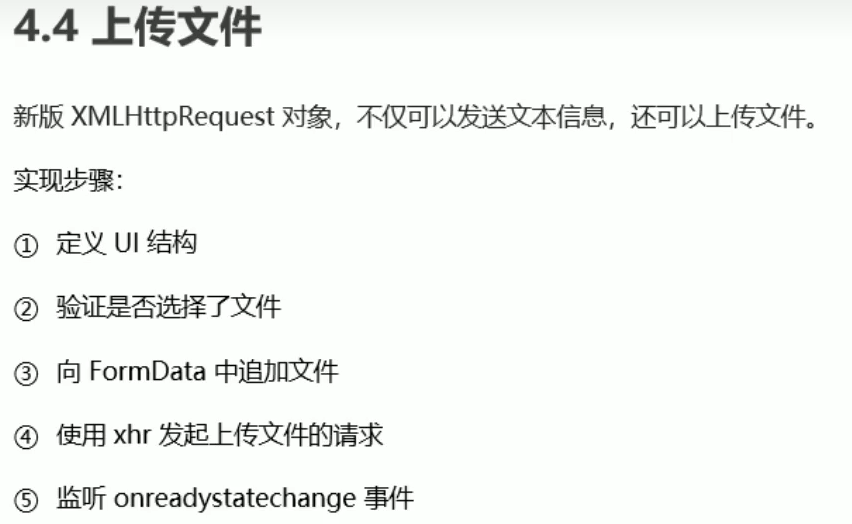 4.4 上传文件
新版 XMLHttpRequest 对象，不仅可以发送文本信息，还可以上传文件。
实现步骤：
① 定义 UI 结构
② 验证是否选择了文件
③ 向 FormData 中追加文件
④ 使用 xhr 发起上传文件的请求
⑤ 监听 onreadystatechange 事件